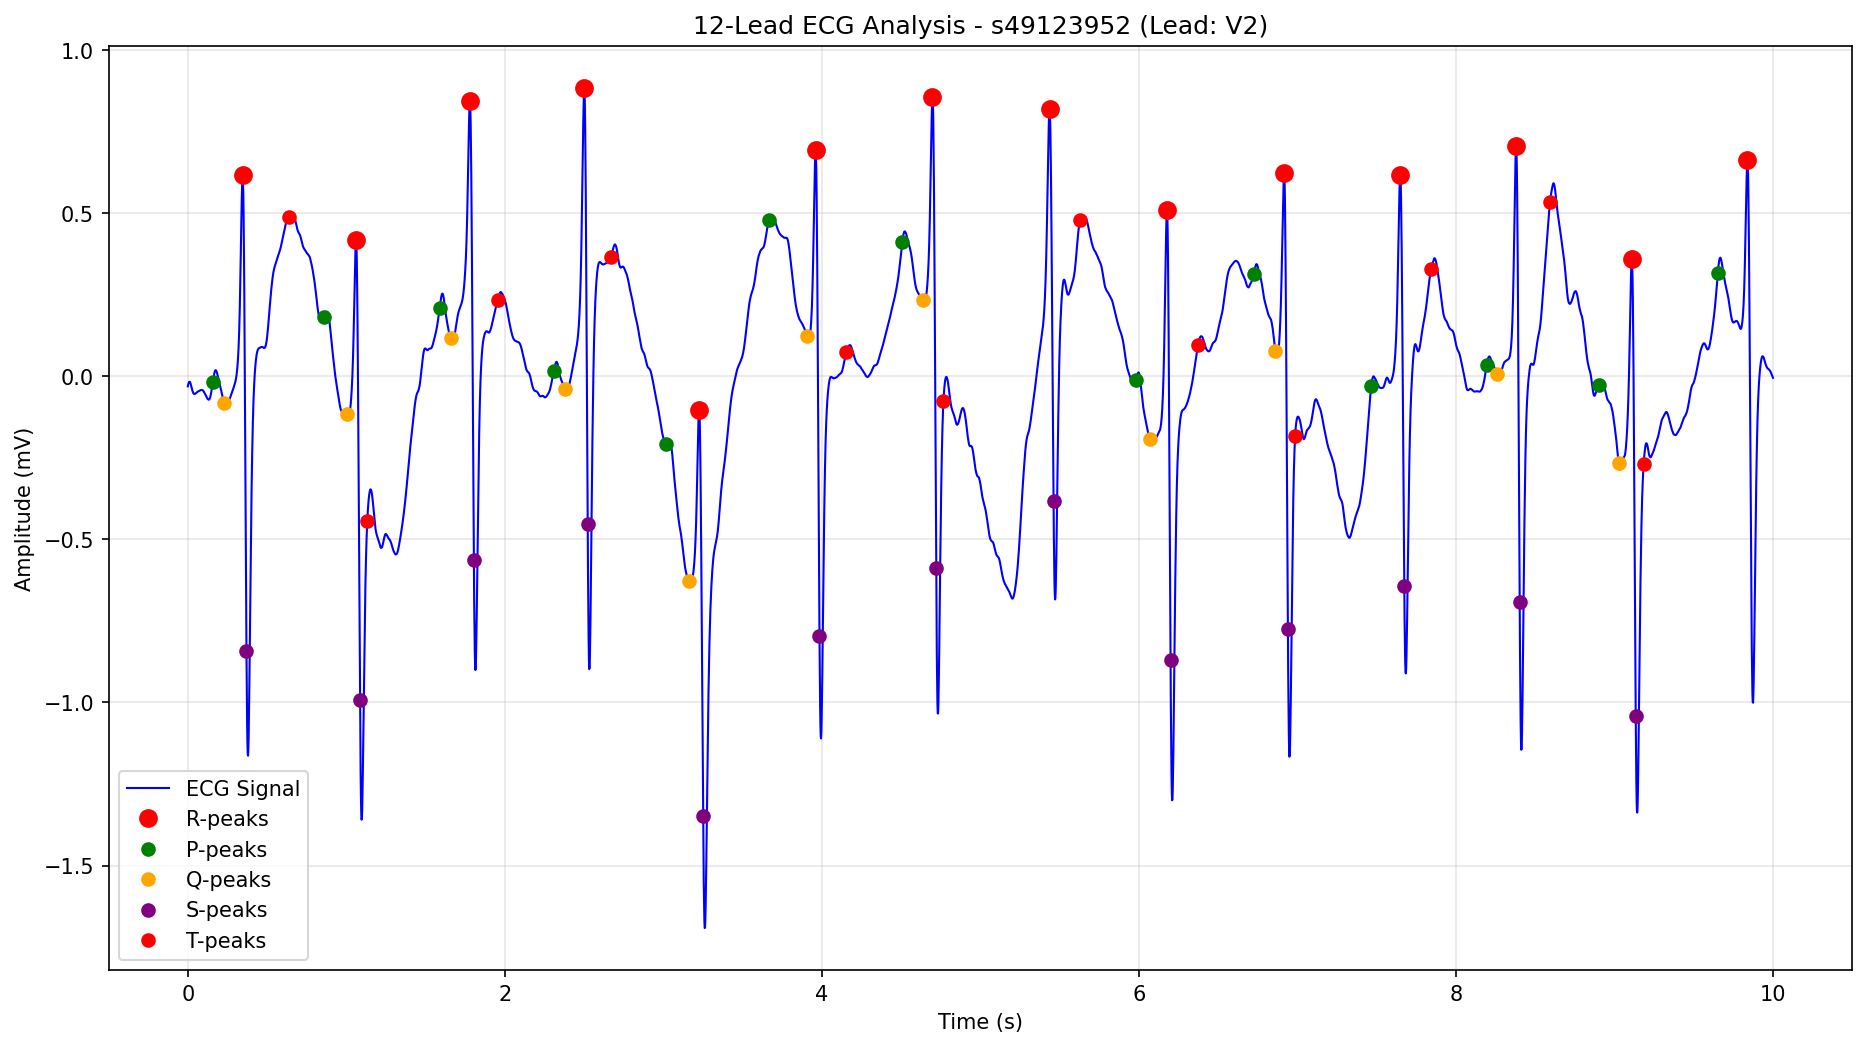 12-Lead ECG Analysis - s49123952 (Lead: V2)
Amplitude (mV)
1.0
0.5
0.0
−0.5
−1.0
−1.5
ECG Signal
R-peaks
P-peaks
Q-peaks
S-peaks
T-peaks
0 2 4 6 8 10
Time (s)